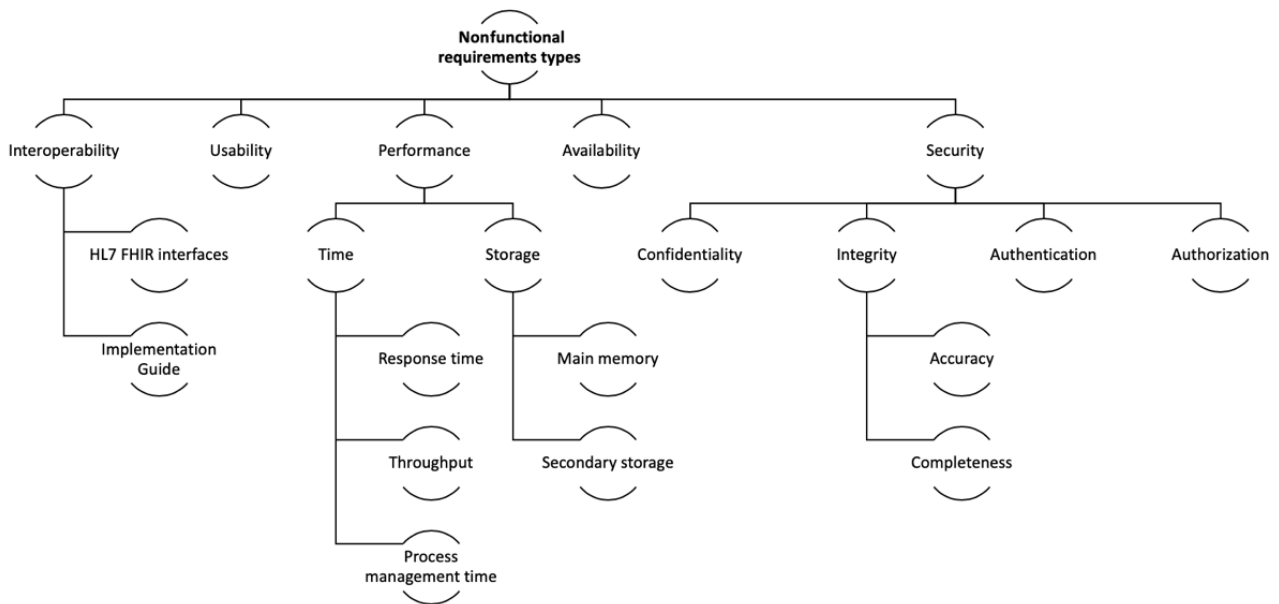 Nonfunctional
requirements types
Interoperability
Usability
Performance
Availability
Security
HL7 FHIR interfaces
Time
Storage
Confidentiality
Integrity
Authentication
Authorization
Implementation
Guide
Response time
Main memory
Accuracy
Throughput
Secondary storage
Completeness
Process
management time